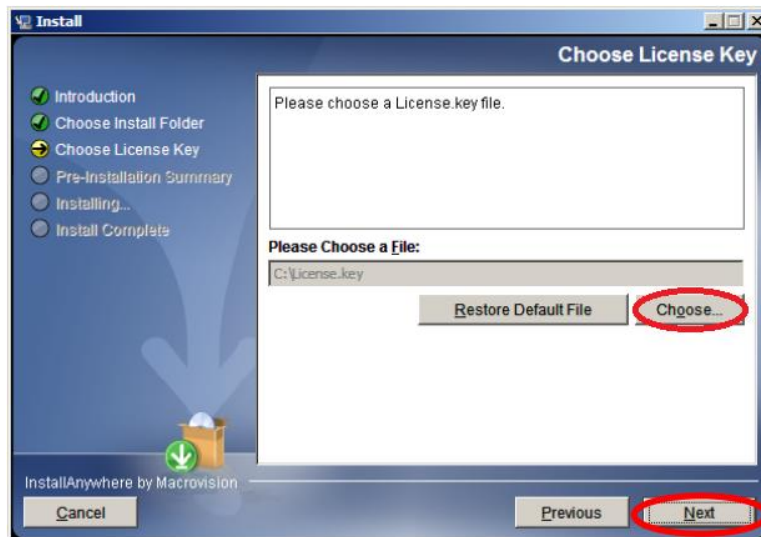 Install
Choose License Key
Introduction
Choose Install Folder
Choose License Key
Pre-Installation Summary
Installing...
Install Complete
Please choose a License.key file.
Please Choose a File:
C:\License.key
Restore Default File
Choose...
InstallAnywhere by Macrovision
Cancel
Previous
Next